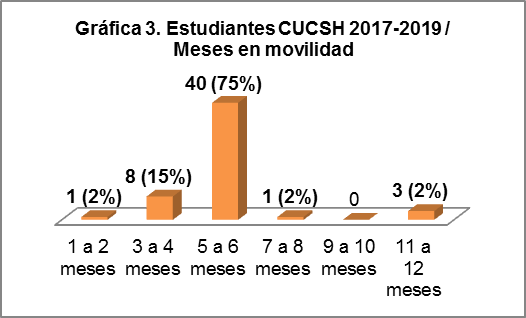 Gráfica 3. Estudiantes CUCSH 2017-2019 /
Meses en movilidad
40 (75%)
8 (15%)
1 (2%)
1 (2%)
0
3 (2%)
1 a 2
meses
3 a 4
meses
5 a 6
meses
7 a 8
meses
9 a 10
meses
11 a
12
meses